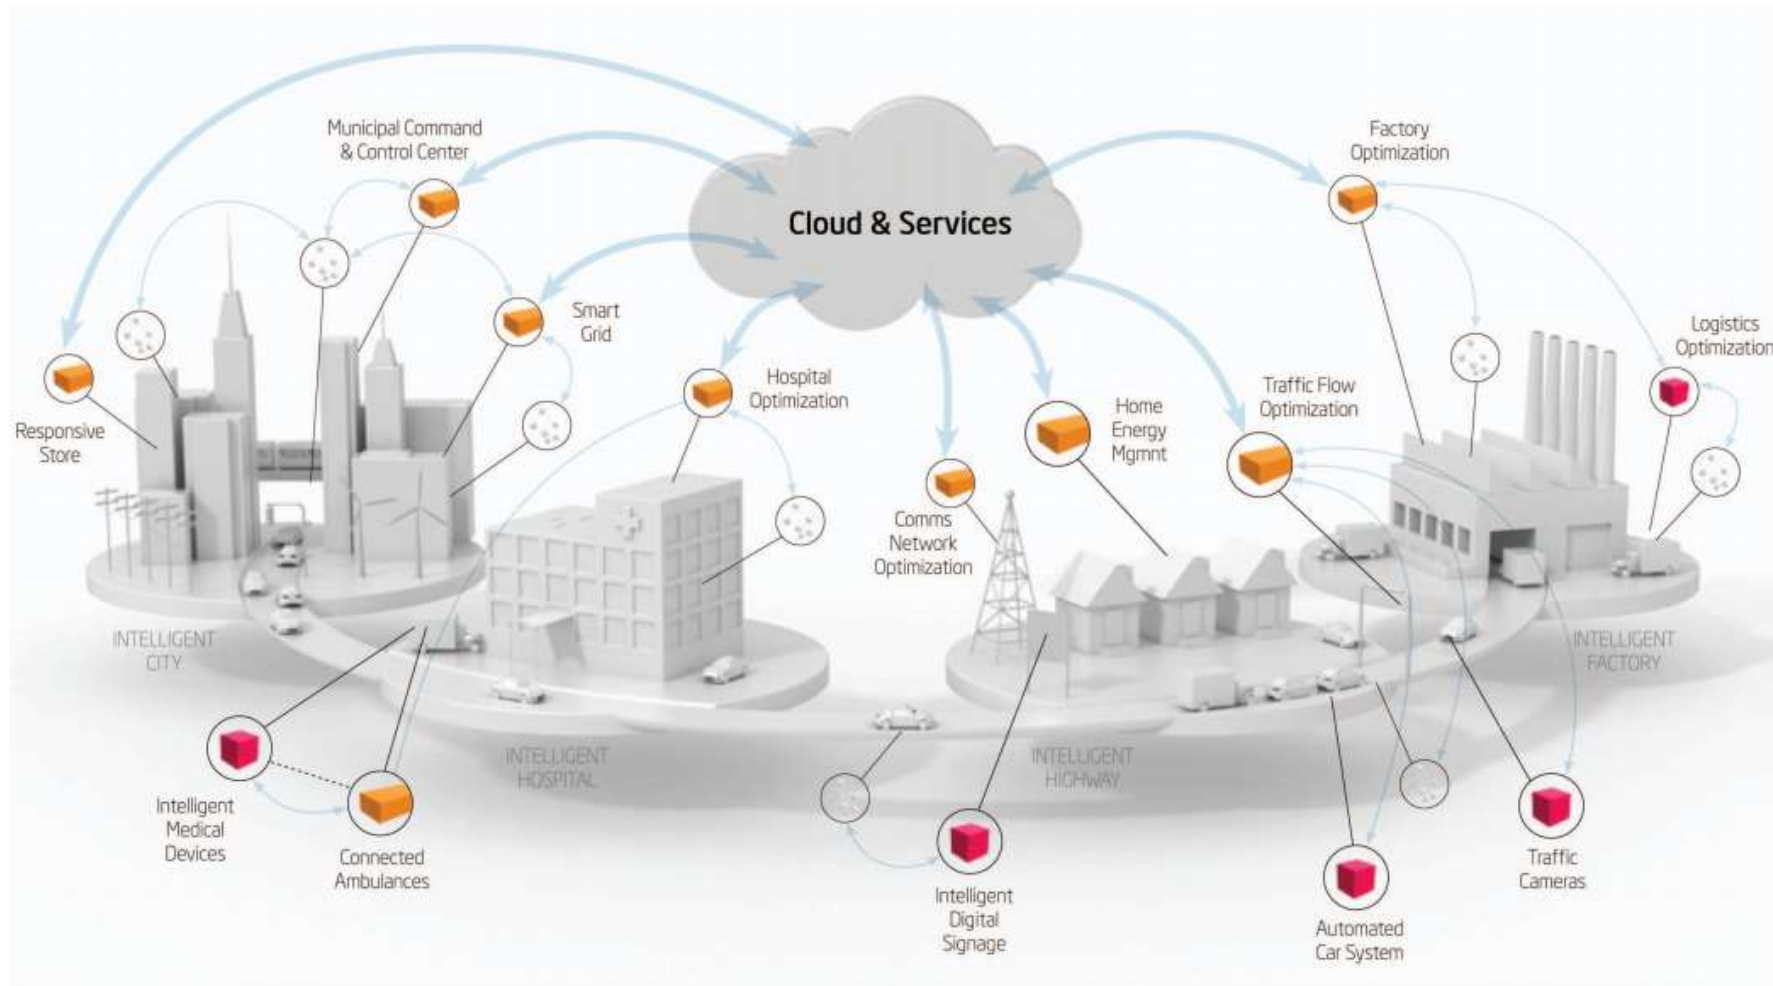 Municipal Command
& Control Center
Factory
Optimization
Cloud & Services
Smart
Grid
Logistics
Optimization
Hospital
Optimization
Home
Energy
Mgmnt
Traffic Flow
Optimization
Responsive
Store
Comms
Network
Optimization
INTELLIGENT
CITY
INTELLIGENT
FACTORY
INTELLIGENT
HOSPITAL
INTELLIGENT
HIGHWAY
Intelligent
Medical
Devices
Connected
Ambulances
Intelligent
Digital
Signage
Automated
Car System
Traffic
Cameras